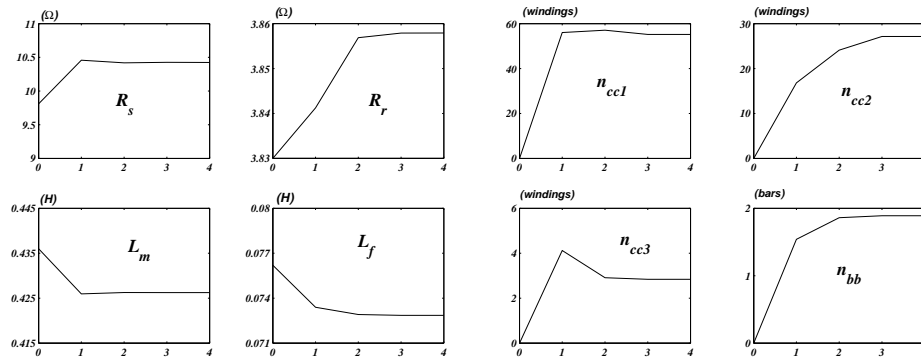 (Ω)
11
10.5
10
9.5
9
R_s
0 1 2 3 4
(Ω)
3.86
3.85
3.84
3.83
R_r
0 1 2 3 4
(windings)
60
40
20
0
n_cc1
0 1 2 3 4
(windings)
30
20
10
0
n_cc2
0 1 2 3
(H)
0.445
0.435
0.425
0.415
L_m
0 1 2 3 4
(H)
0.08
0.077
0.074
0.071
L_f
0 1 2 3 4
(windings)
6
4
2
0
n_cc3
0 1 2 3 4
(bars)
2
1
0
n_bb
0 1 2 3